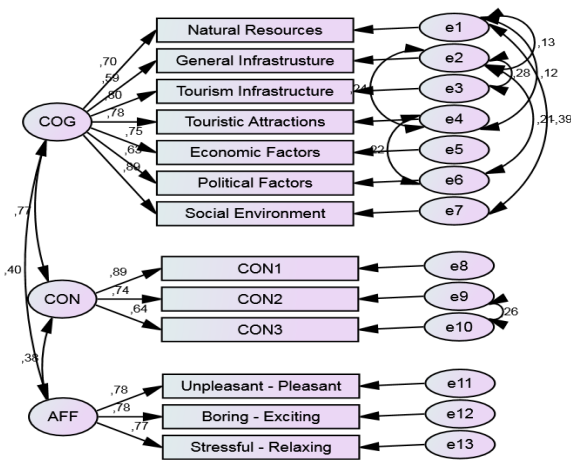 Natural Resources
e1
,13
,70
General Infrastrusture
e2
,59
,28
Tourism Infrastructure
e3
,12
,80
,24
COG
,78
Touristic Attractions
e4
,21
,39
,75
Economic Factors
e5
,63
,22
Political Factors
e6
,89
Social Environment
e7
,77
,40
,89
CON1
e8
CON
,74
CON2
e9
,26
,64
CON3
e10
,38
,78
Unpleasant - Pleasant
e11
AFF
,78
Boring - Exciting
e12
,77
Stressful - Relaxing
e13